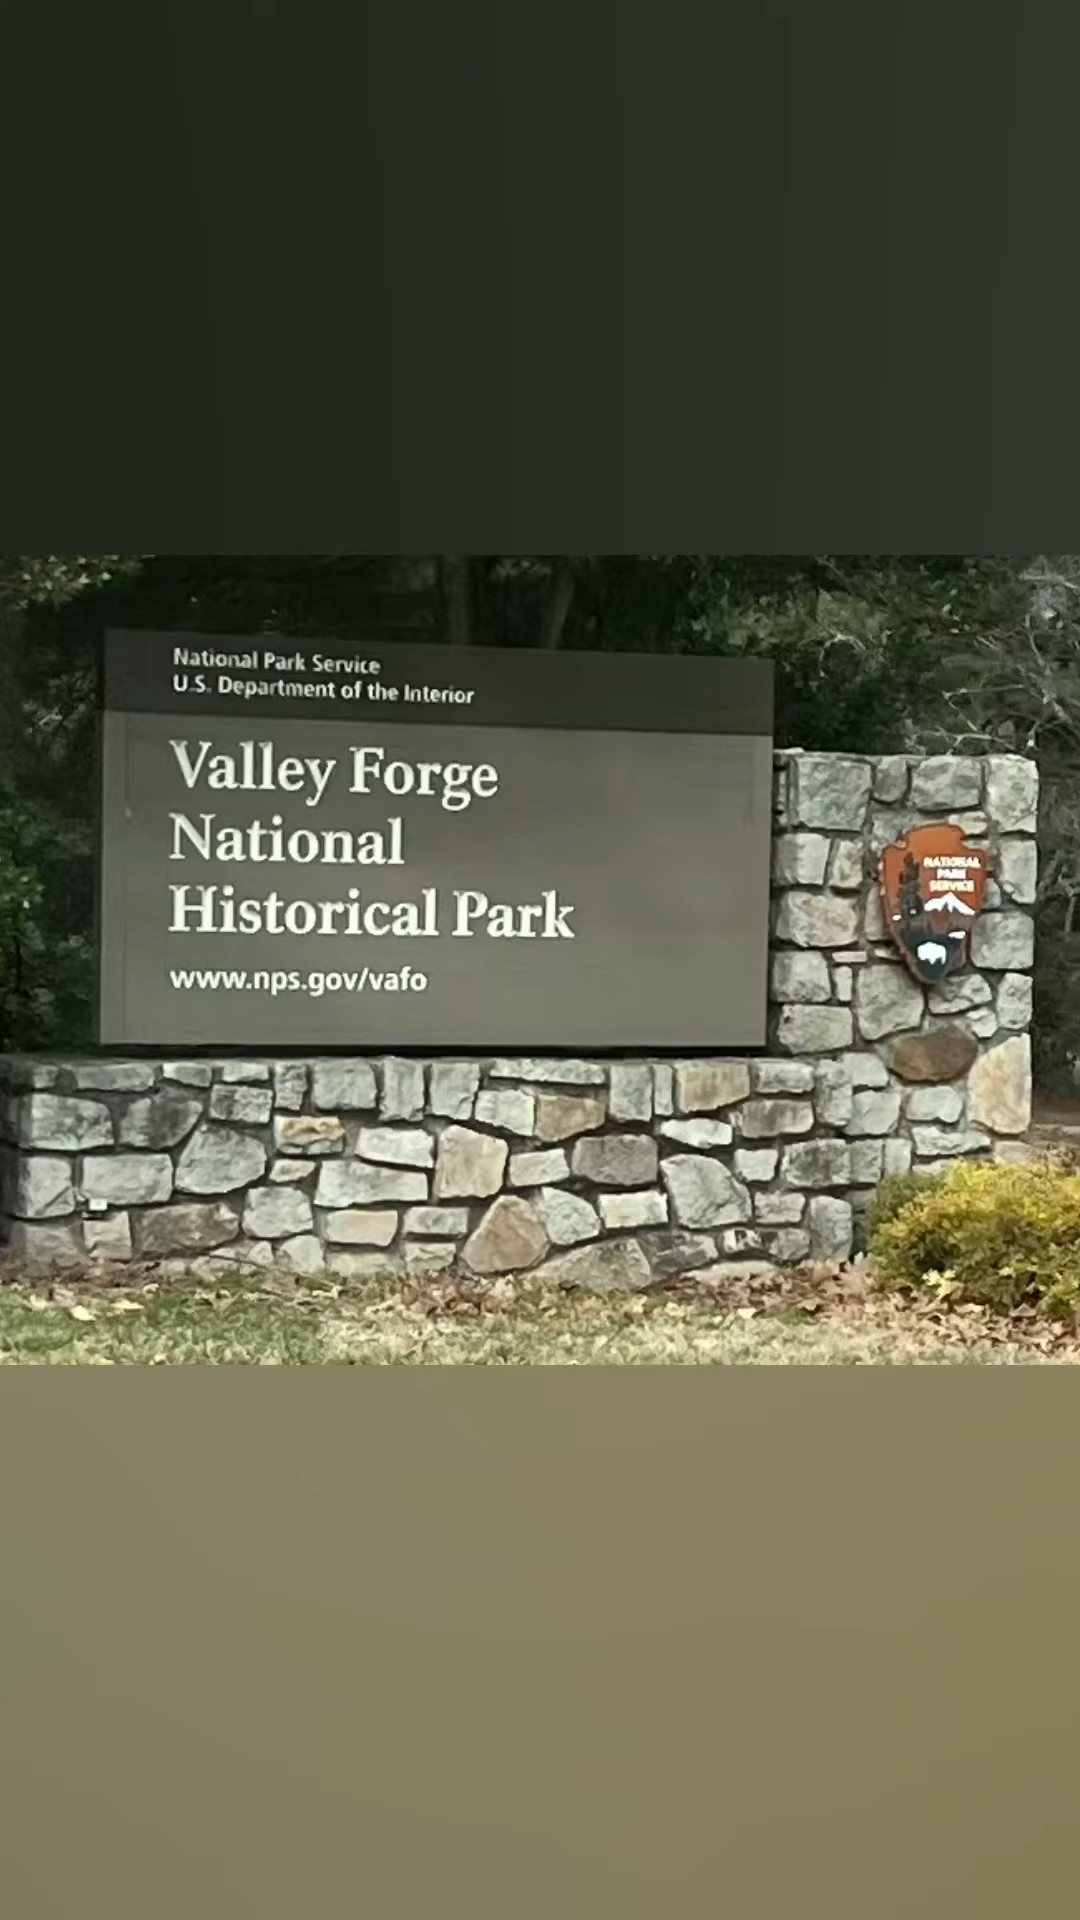 National Park Service
U.S. Department of the Interior
Valley Forge
National
Historical Park
www.nps.gov/vafo
NATIONAL
PARK
SERVICE